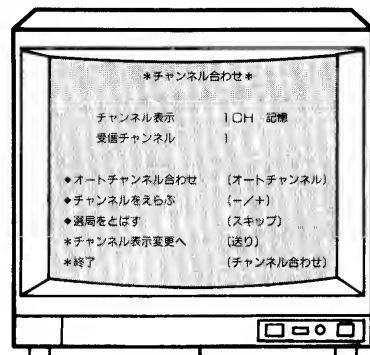 *チャンネル合わせ*
チャンネル表示 1CH 記憶
受信チャンネル 1
◆オートチャンネル合わせ (オートチャンネル)
◆チャンネルをえらぶ (−/+)
◆選局をとばす (スキップ)
*チャンネル表示変更へ (送り)
*終了 (チャンネル合わせ)